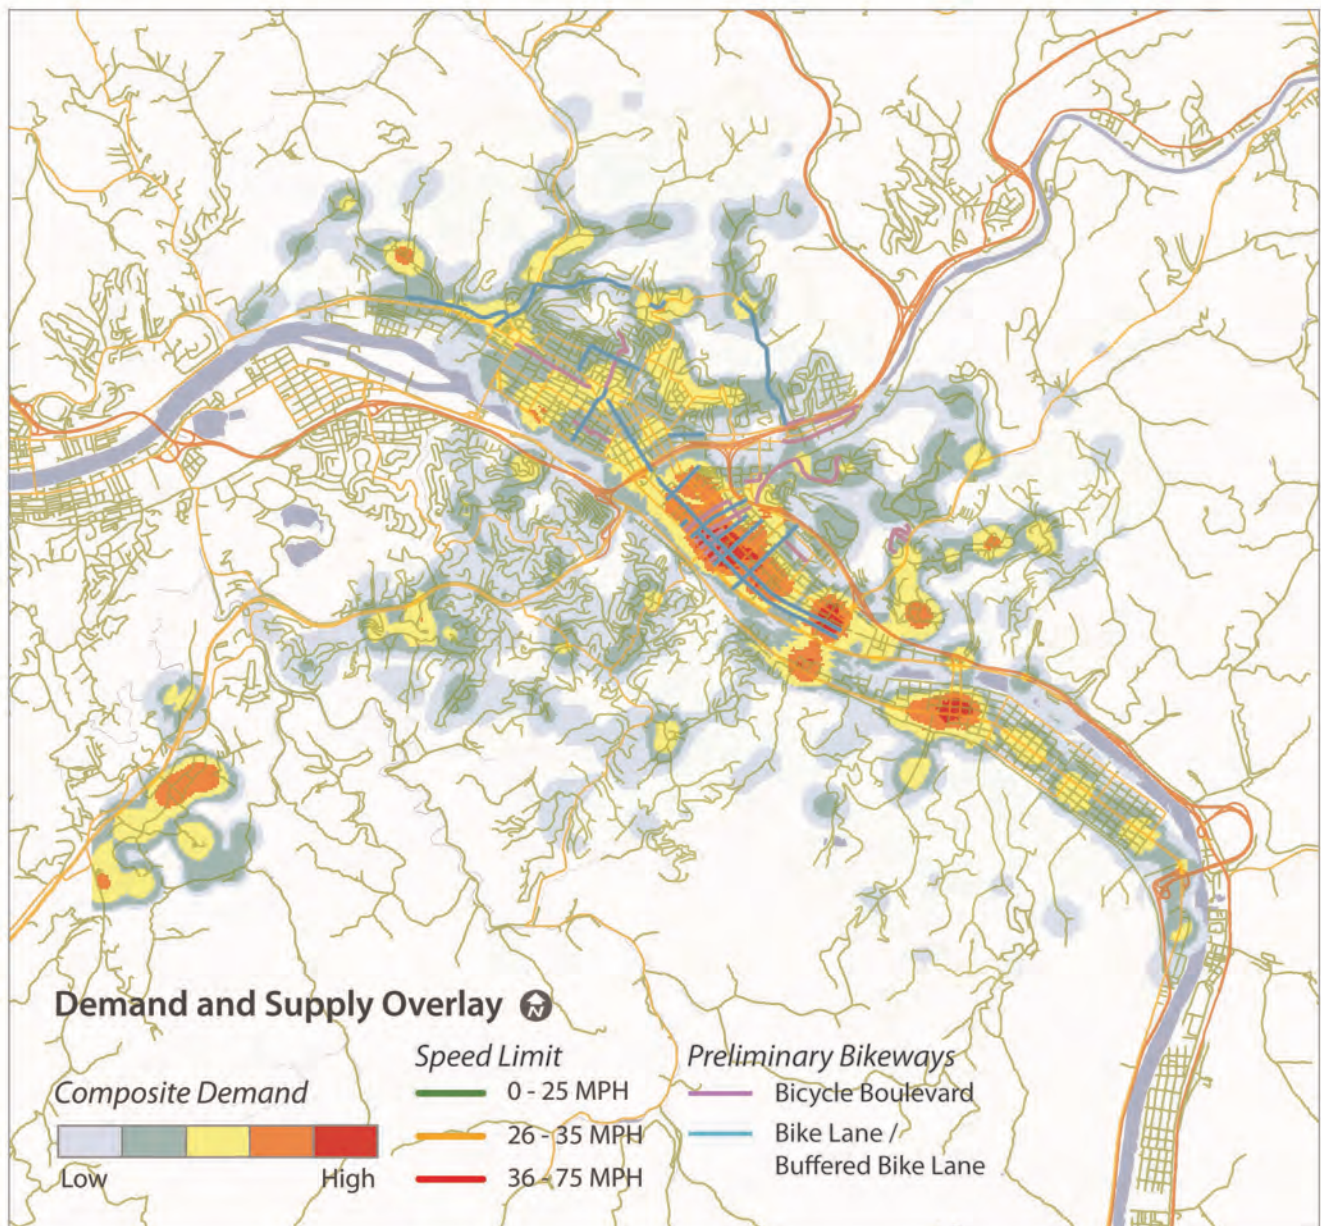 Demand and Supply Overlay N
Composite Demand
Low High
Speed Limit
0 - 25 MPH
26 - 35 MPH
36 - 75 MPH
Preliminary Bikeways
Bicycle Boulevard
Bike Lane /
Buffered Bike Lane